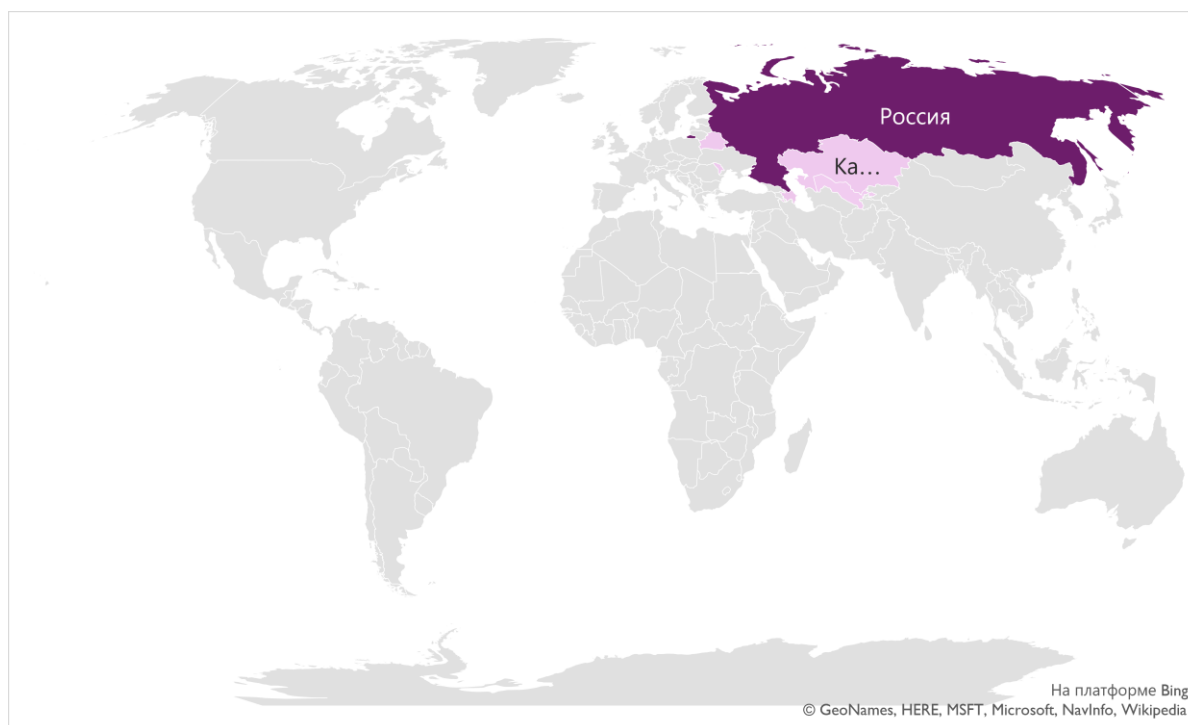 Россия
Ка...
На платформе Bing
© GeoNames, HERE, MSFT, Microsoft, NavInfo, Wikipedia